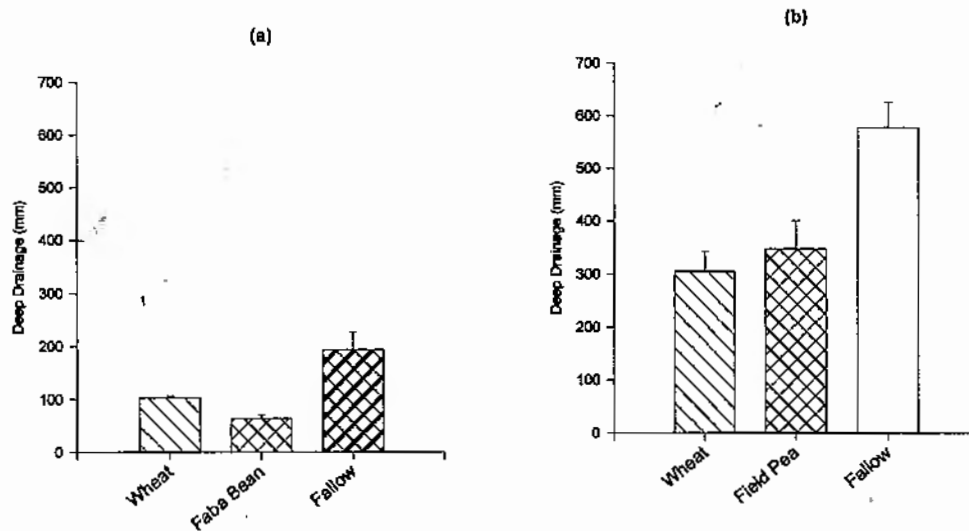 (a)
700
600
500
400
300
200
100
0
Deep Drainage (mm)
Wheat
Faba Bean
Fallow
(b)
700
600
500
400
300
200
100
0
Deep Drainage (mm)
Wheat
Field Pea
Fallow